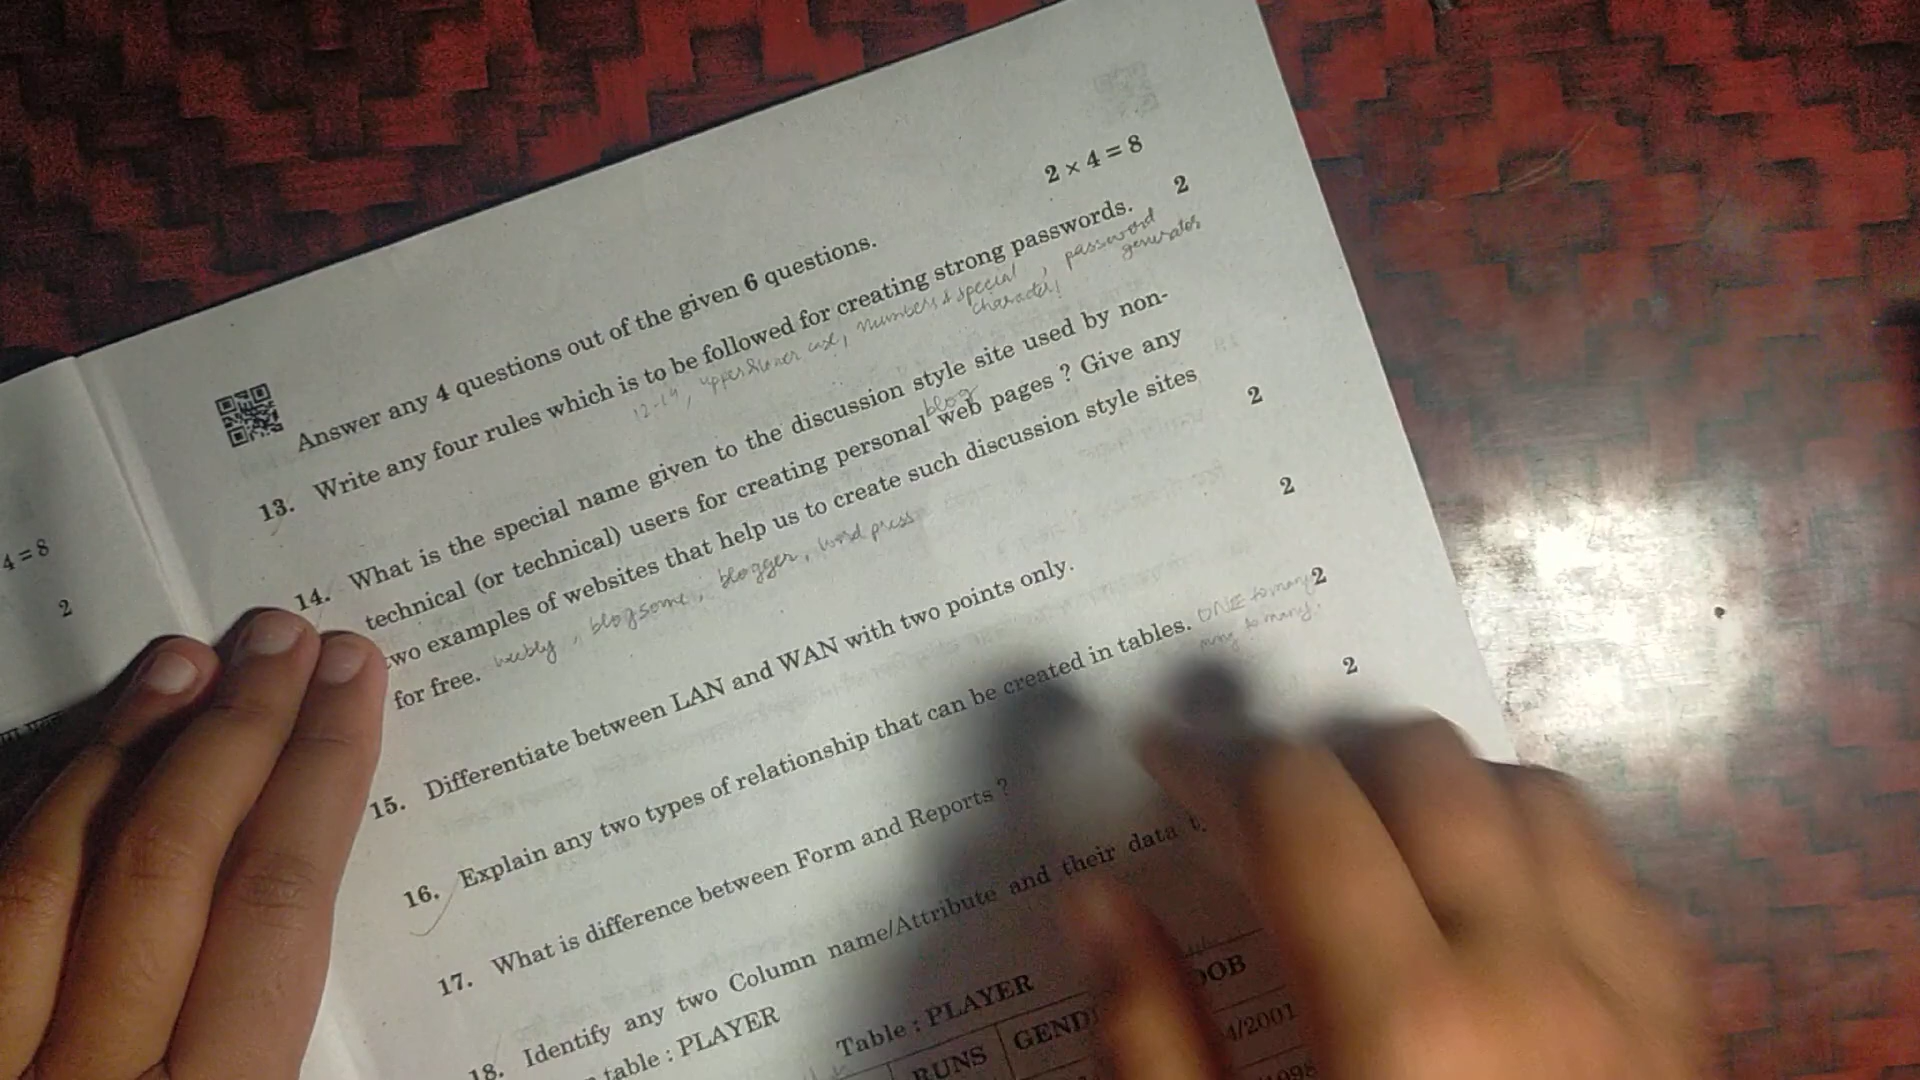 2 × 4 = 8
Answer any 4 questions out of the given 6 questions.
13. Write any four rules which is to be followed for creating strong passwords. 2
12-14, upper & lower case, numbers & special character, password generator
14. What is the special name given to the discussion style site used by non-
technical (or technical) users for creating personal web pages ? Give any
blog
two examples of websites that help us to create such discussion style sites
for free. 2
weebly, blogsome, blogger, word press
15. Differentiate between LAN and WAN with two points only. 2
16. Explain any two types of relationship that can be created in tables. 2
ONE to many
many to many.
17. What is difference between Form and Reports ? 2
18. Identify any two Column name/Attribute and their data
table : PLAYER
Table : PLAYER
RUNS
4 = 8
2